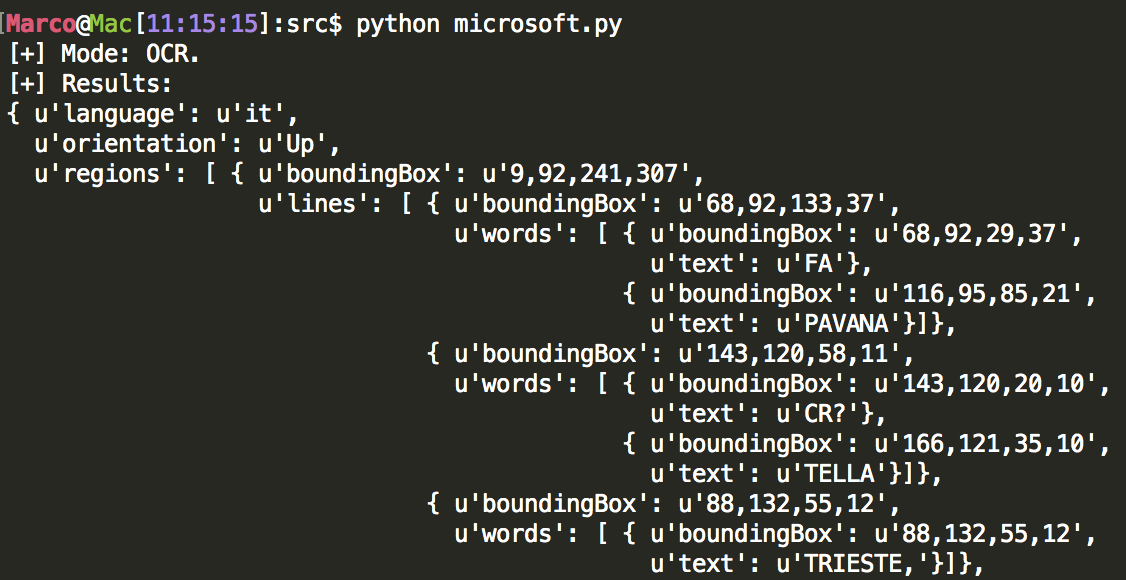 [Marco@Mac[11:15:15]:src$ python microsoft.py
[+] Mode: OCR.
[+] Results:
{ u'language': u'it',
  u'orientation': u'Up',
  u'regions': [ { u'boundingBox': u'9,92,241,307',
                  u'lines': [ { u'boundingBox': u'68,92,133,37',
                                u'words': [ { u'boundingBox': u'68,92,29,37',
                                              u'text': u'FA'},
                                            { u'boundingBox': u'116,95,85,21',
                                              u'text': u'PAVANA'}]},
                              { u'boundingBox': u'143,120,58,11',
                                u'words': [ { u'boundingBox': u'143,120,20,10',
                                              u'text': u'CR?'},
                                            { u'boundingBox': u'166,121,35,10',
                                              u'text': u'TELLA'}]},
                              { u'boundingBox': u'88,132,55,12',
                                u'words': [ { u'boundingBox': u'88,132,55,12',
                                              u'text': u'TRIESTE,'}]},